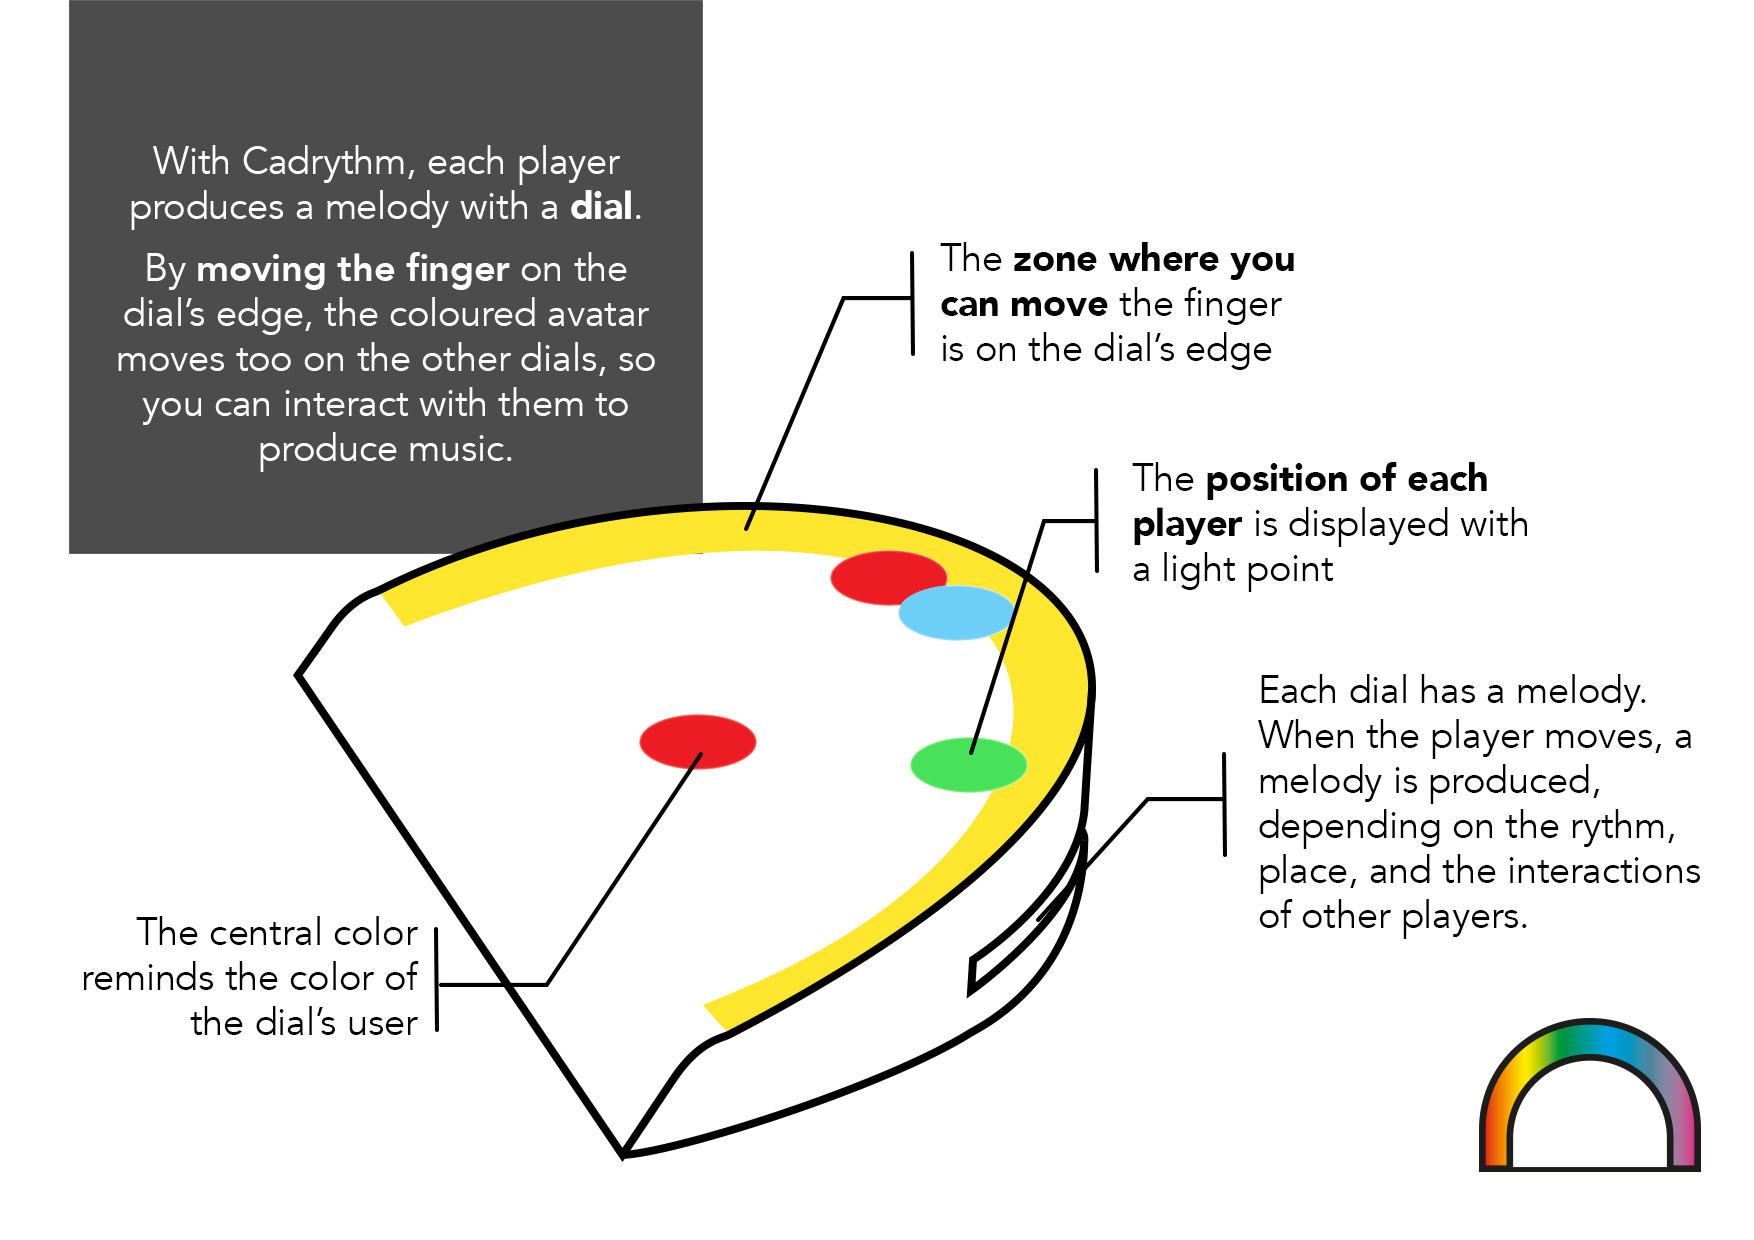 With Cadrythm, each player
produces a melody with a dial.
By moving the finger on the
dial’s edge, the coloured avatar
moves too on the other dials, so
you can interact with them to
produce music.
The zone where you
can move the finger
is on the dial’s edge
The position of each
player is displayed with
a light point
Each dial has a melody.
When the player moves, a
melody is produced,
depending on the rythm,
place, and the interactions
of other players.
The central color
reminds the color of
the dial’s user